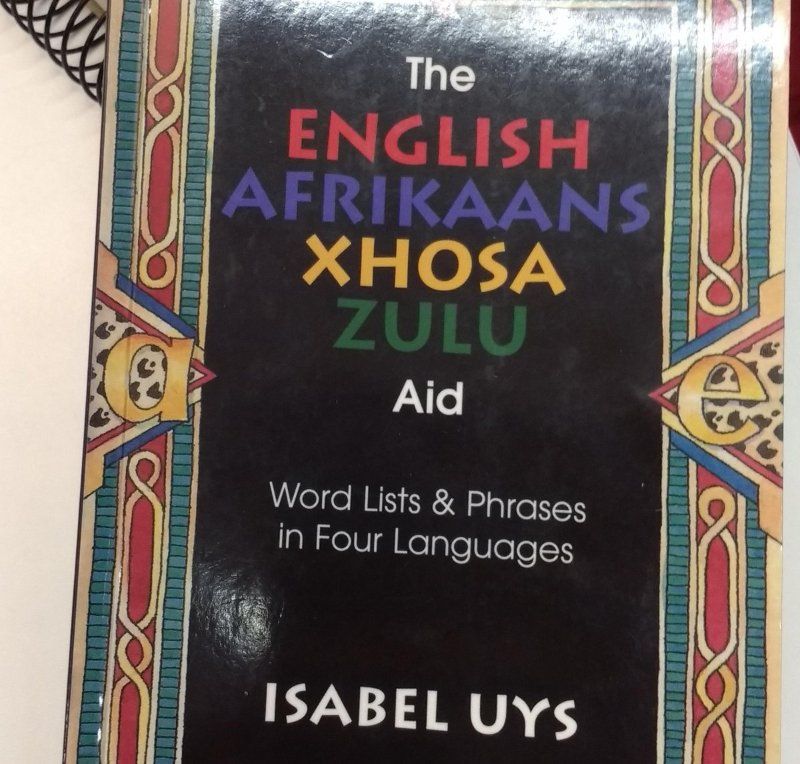 The
ENGLISH
AFRIKAANS
XHOSA
ZULU
Aid
Word Lists & Phrases
in Four Languages
ISABEL UYS
a
e